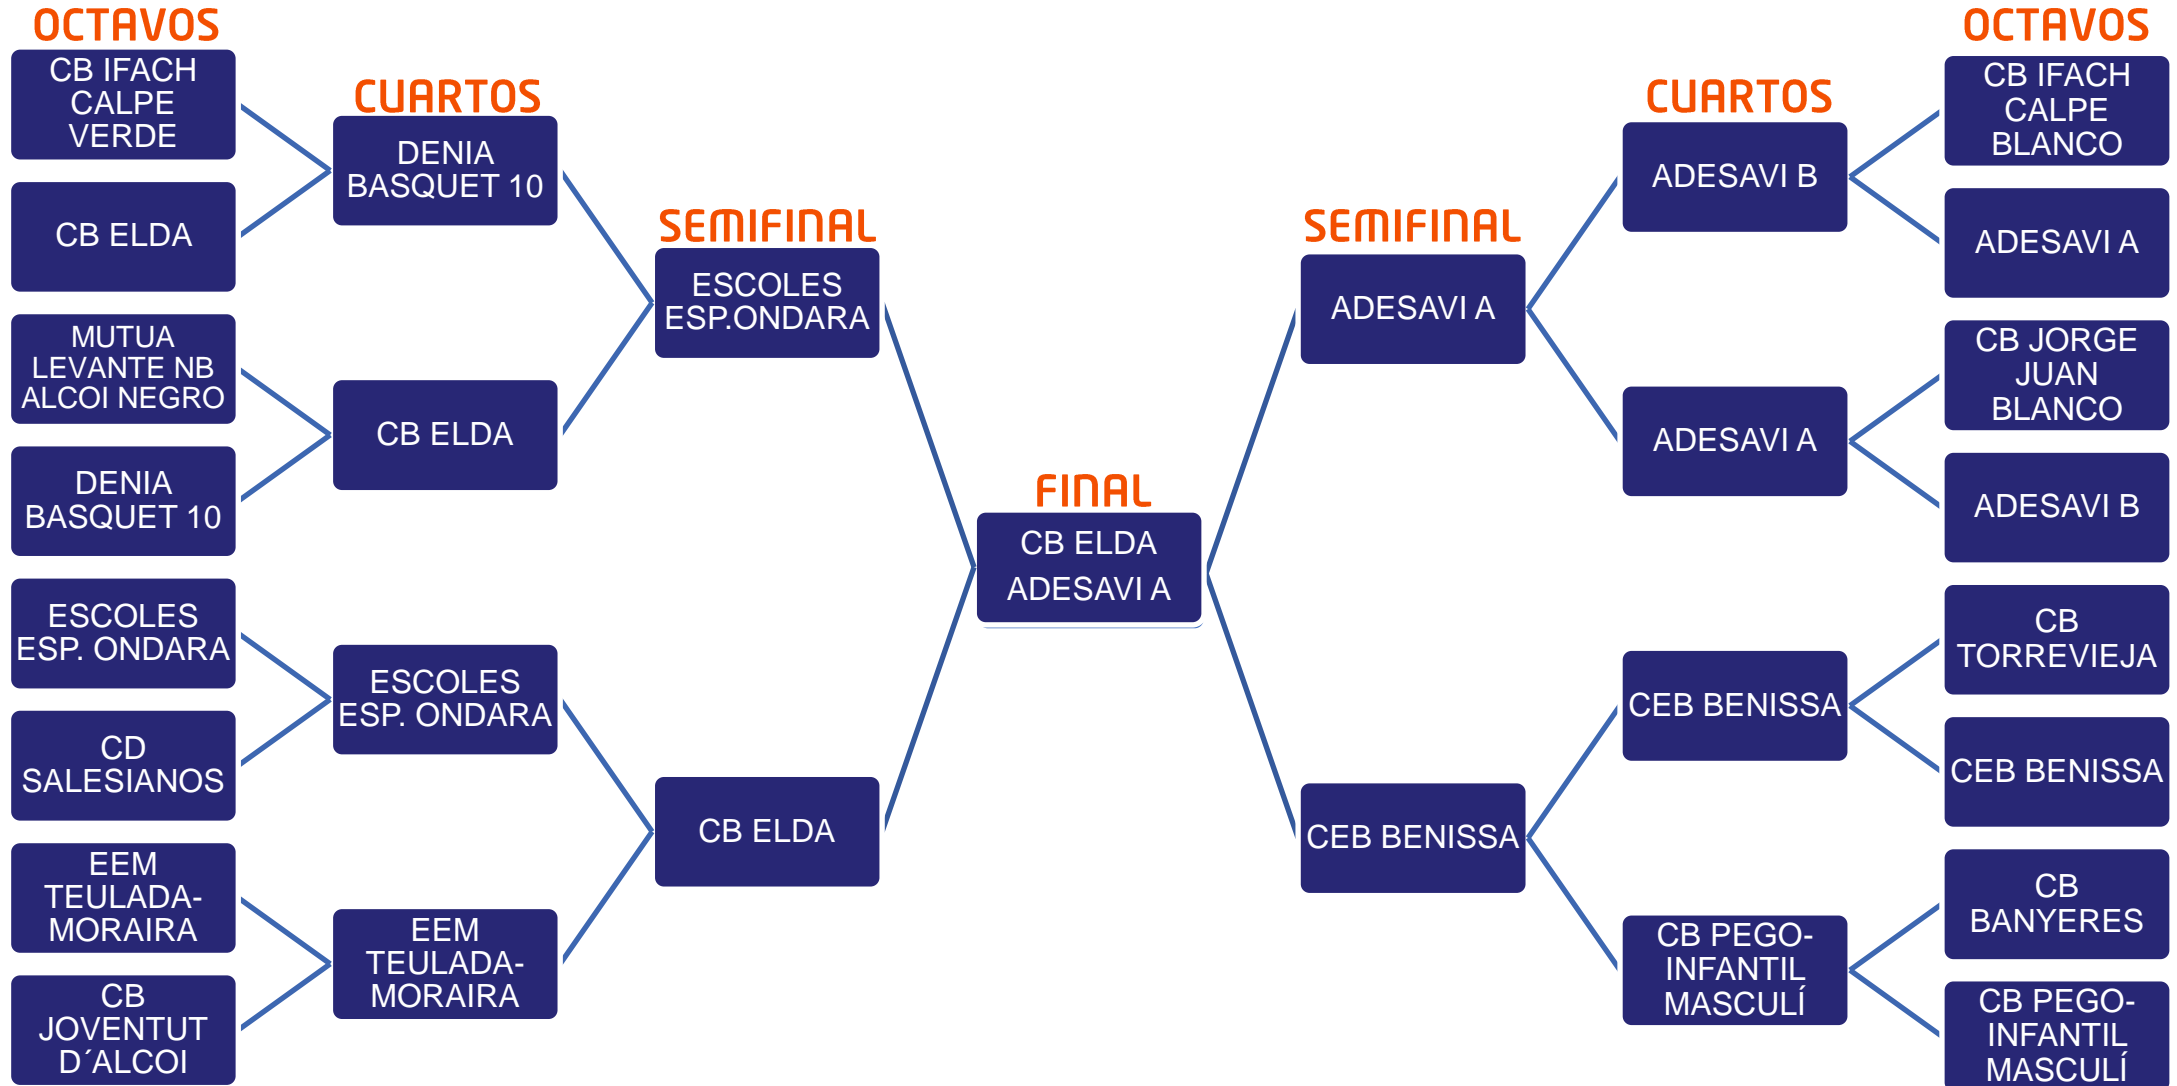 OCTAVOS
CB IFACH
CALPE
VERDE
CB ELDA
MUTUA
LEVANTE NB
ALCOI NEGRO
DENIA
BASQUET 10
ESCOLES
ESP. ONDARA
CD
SALESIANOS
EEM
TEULADA-
MORAIRA
CB
JOVENTUT
D´ALCOI
CUARTOS
DENIA
BASQUET 10
CB ELDA
ESCOLES
ESP. ONDARA
EEM
TEULADA-
MORAIRA
SEMIFINAL
ESCOLES
ESP.ONDARA
CB ELDA
FINAL
CB ELDA
ADESAVI A
SEMIFINAL
ADESAVI A
CEB BENISSA
CUARTOS
ADESAVI B
ADESAVI A
CEB BENISSA
CB PEGO-
INFANTIL
MASCULÍ
OCTAVOS
CB IFACH
CALPE
BLANCO
ADESAVI A
CB JORGE
JUAN
BLANCO
ADESAVI B
CB
TORREVIEJA
CEB BENISSA
CB
BANYERES
CB PEGO-
INFANTIL
MASCULÍ